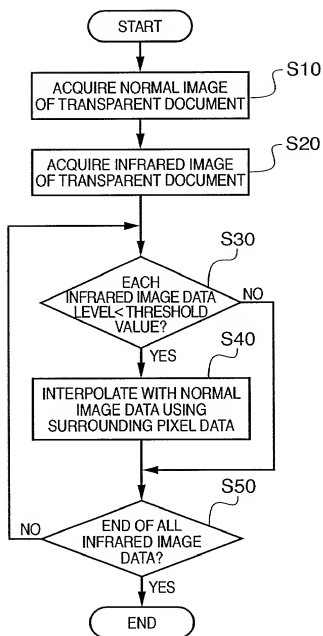 START
S10
ACQUIRE NORMAL IMAGE
OF TRANSPARENT DOCUMENT
S20
ACQUIRE INFRARED IMAGE
OF TRANSPARENT DOCUMENT
S30
EACH
INFRARED IMAGE DATA
LEVEL< THRESHOLD
VALUE?
NO
YES
S40
INTERPOLATE WITH NORMAL
IMAGE DATA USING
SURROUNDING PIXEL DATA
S50
NO
END OF ALL
INFRARED IMAGE
DATA?
YES
END